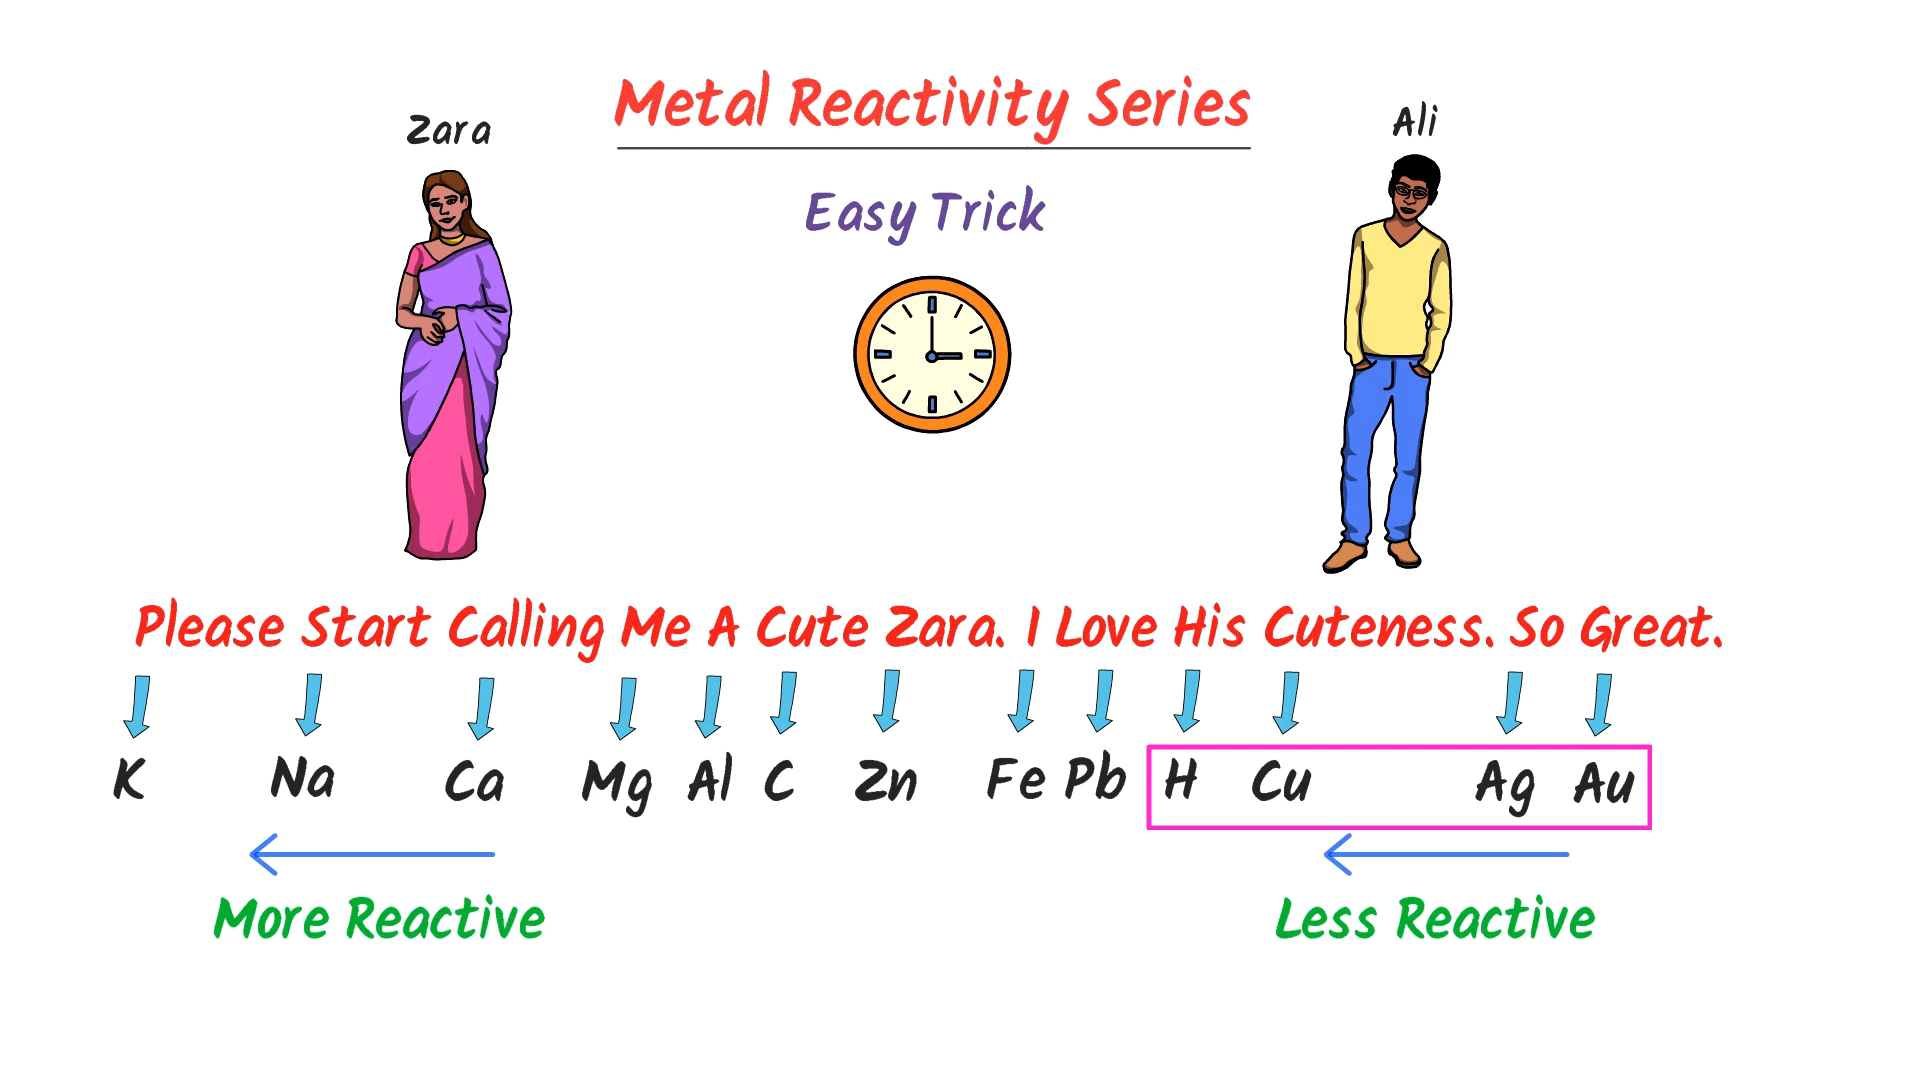 Metal Reactivity Series
Zara
Ali
Easy Trick
Please Start Calling Me A Cute Zara. I Love His Cuteness. So Great.
K Na Ca Mg Al C Zn Fe Pb H Cu Ag Au
More Reactive
Less Reactive